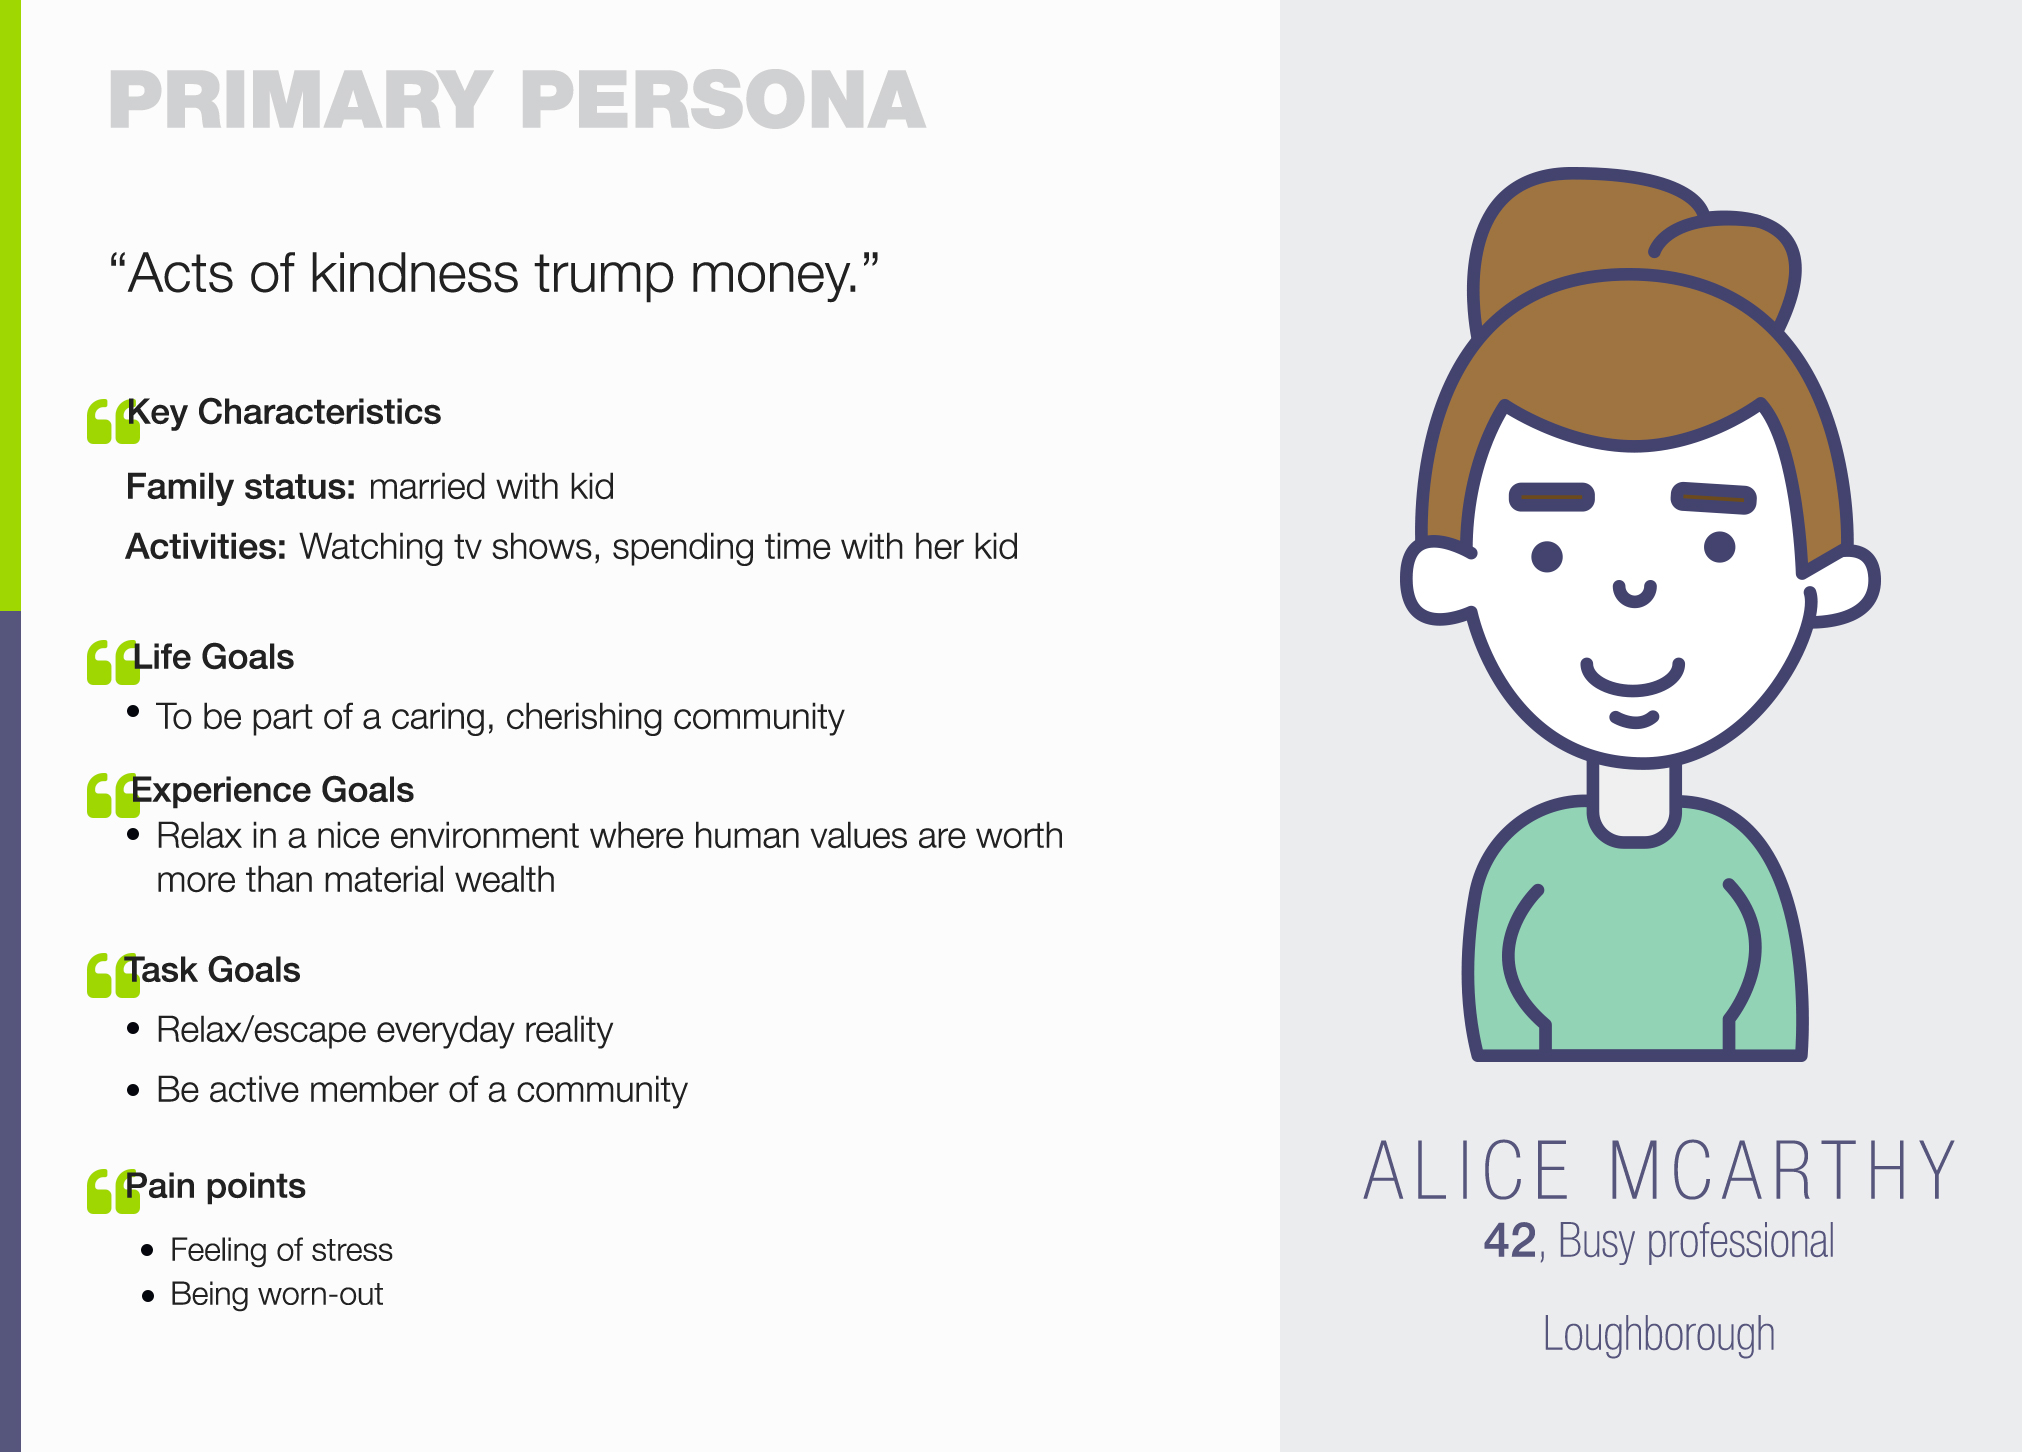 PRIMARY PERSONA
“Acts of kindness trump money.”
Key Characteristics
Family status: married with kid
Activities: Watching tv shows, spending time with her kid
Life Goals
• To be part of a caring, cherishing community
Experience Goals
• Relax in a nice environment where human values are worth
more than material wealth
Task Goals
• Relax/escape everyday reality
• Be active member of a community
Pain points
• Feeling of stress
• Being worn-out
ALICE MCARTHY
42, Busy professional
Loughborough